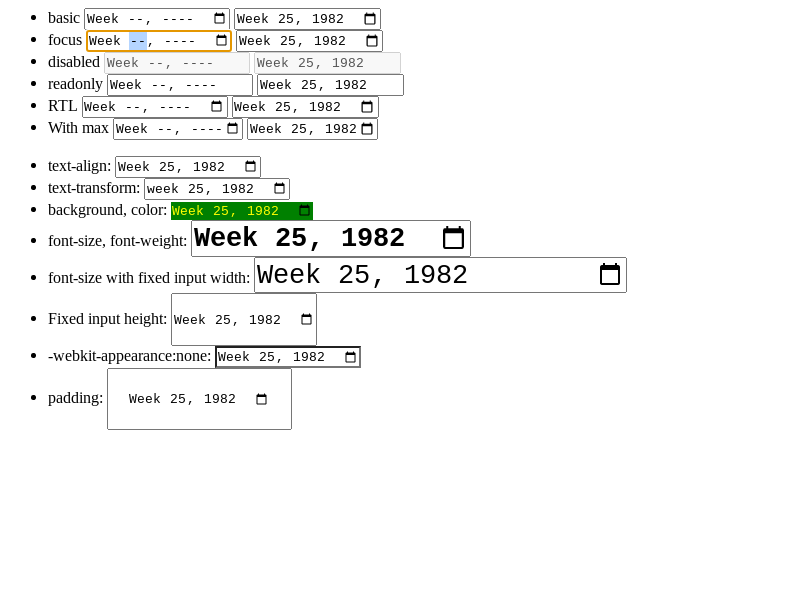 basic Week --, ---- Week 25, 1982
focus Week --, ---- Week 25, 1982
disabled Week --, ---- Week 25, 1982
readonly Week --, ---- Week 25, 1982
RTL Week --, ---- Week 25, 1982
With max Week --, ---- Week 25, 1982
text-align: Week 25, 1982
text-transform: week 25, 1982
background, color: Week 25, 1982
font-size, font-weight: Week 25, 1982
font-size with fixed input width: Week 25, 1982
Fixed input height: Week 25, 1982
-webkit-appearance:none: Week 25, 1982
padding: Week 25, 1982